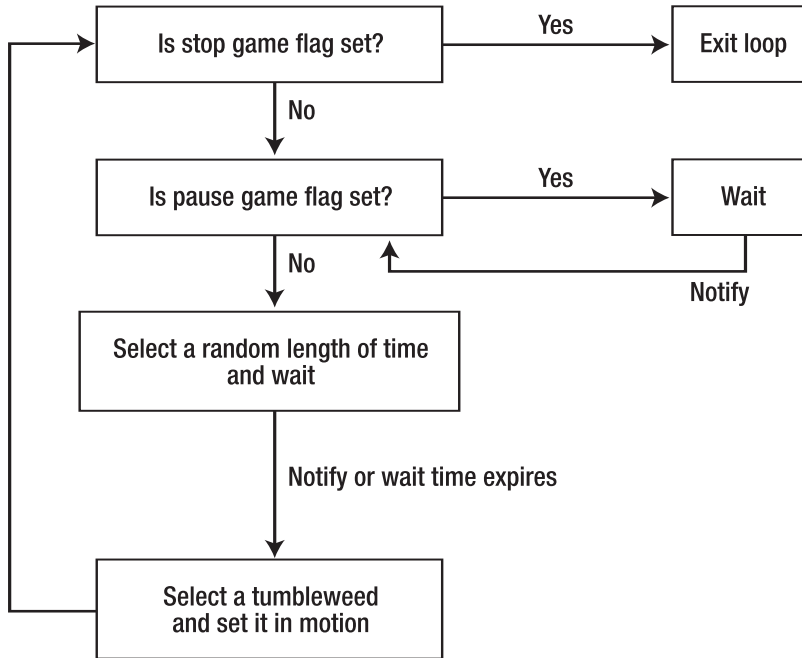 Is stop game flag set?
Yes
Exit loop
No
Is pause game flag set?
Yes
Wait
No
Notify
Select a random length of time
and wait
Notify or wait time expires
Select a tumbleweed
and set it in motion